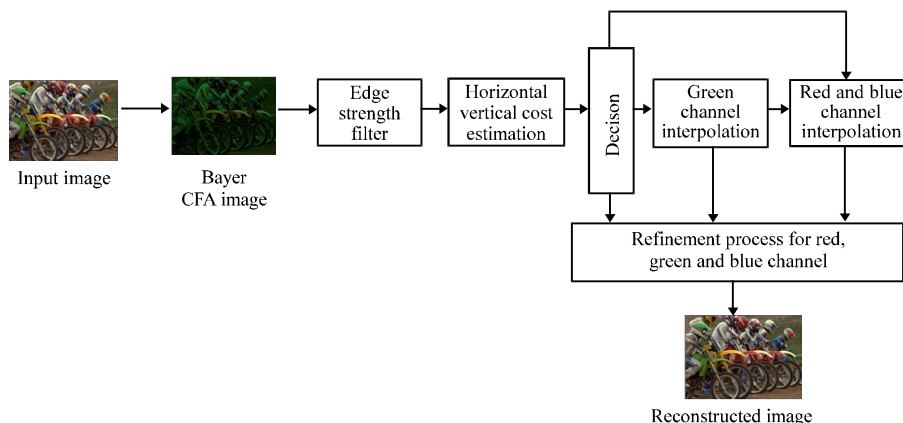 Input image
Bayer
CFA image
Edge
strength
filter
Horizontal
vertical cost
estimation
Decison
Green
channel
interpolation
Red and blue
channel
interpolation
Refinement process for red,
green and blue channel
Reconstructed image